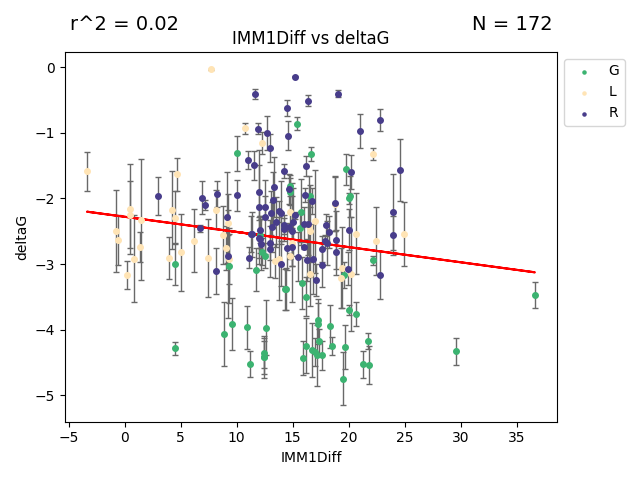 r^2 = 0.02
N = 172
IMM1Diff vs deltaG
G
L
R
deltaG
0
−1
−2
−3
−4
−5
−5
0
5
10
15
20
25
30
35
IMM1Diff